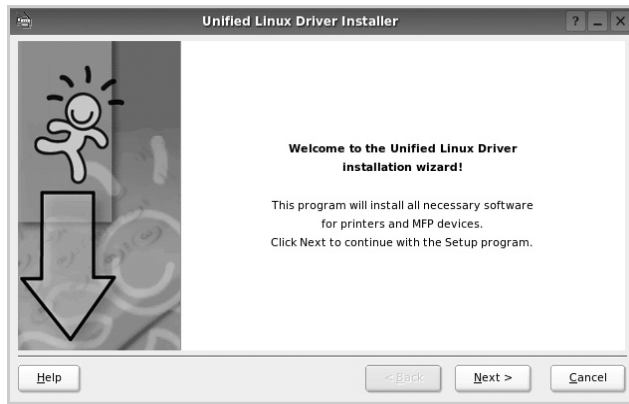 Unified Linux Driver Installer
Welcome to the Unified Linux Driver
installation wizard!
This program will install all necessary software
for printers and MFP devices.
Click Next to continue with the Setup program.
Help
< Back
Next >
Cancel